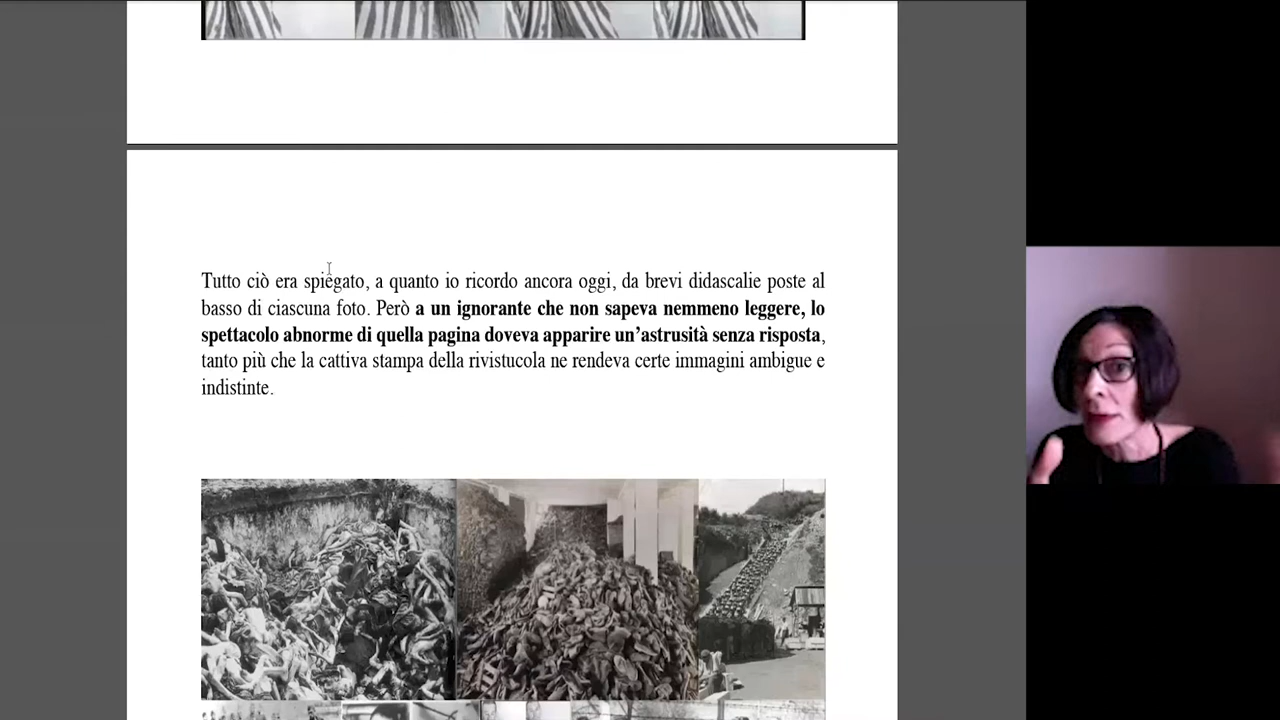 Tutto ciò era spiegato, a quanto io ricordo ancora oggi, da brevi didascalie poste al
basso di ciascuna foto. Però a un ignorante che non sapeva nemmeno leggere, lo
spettacolo abnorme di quella pagina doveva apparire un’astrusità senza risposta,
tanto più che la cattiva stampa della rivistucola ne rendeva certe immagini ambigue e
indistinte.